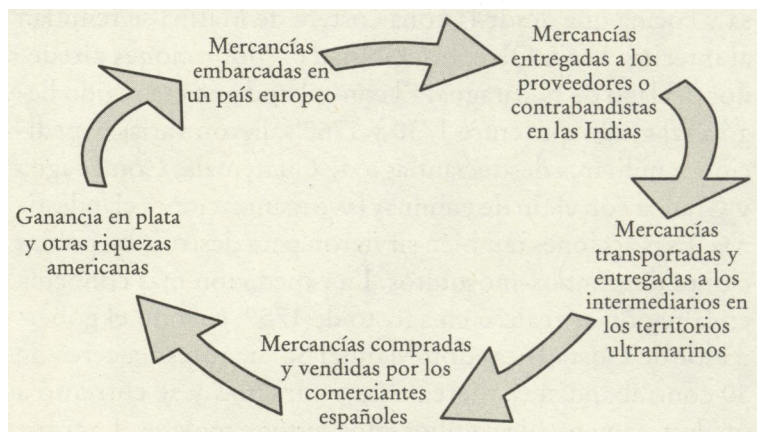 Mercancías
embarcadas en
un país europeo
Mercancías
entregadas a los
proveedores o
contrabandistas
en las Indias
Mercancías
transportadas y
entregadas a los
intermediarios en
los territorios
ultramarinos
Mercancías compradas
y vendidas por los
comerciantes
españoles
Ganancia en plata
y otras riquezas
americanas